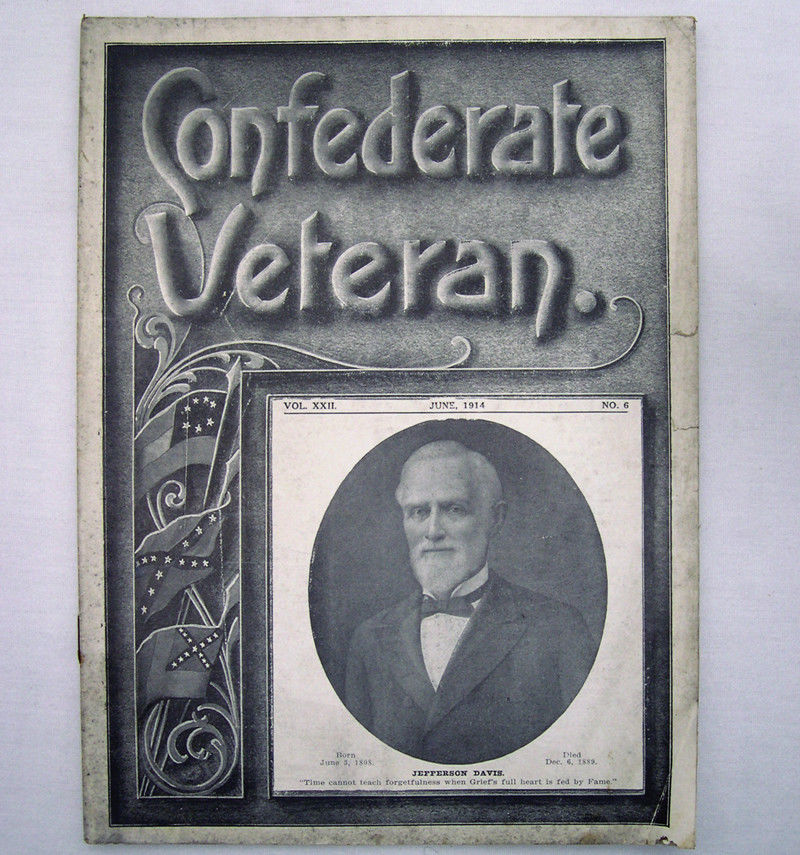 Confederate
Veteran.
VOL. XXII. JUNE, 1914 NO. 6
Born Died
June 3, 1808. Dec. 6, 1889.
JEFFERSON DAVIS.
"Time cannot teach forgetfulness when Grief's full heart is fed by Fame."